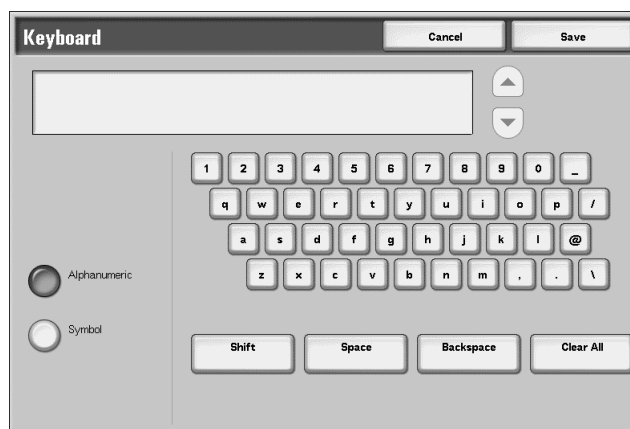 Keyboard Cancel Save
1 2 3 4 5 6 7 8 9 0 _
q w e r t y u i o p /
a s d f g h j k l @
z x c v b n m , . \
Alphanumeric
Symbol
Shift Space Backspace Clear All